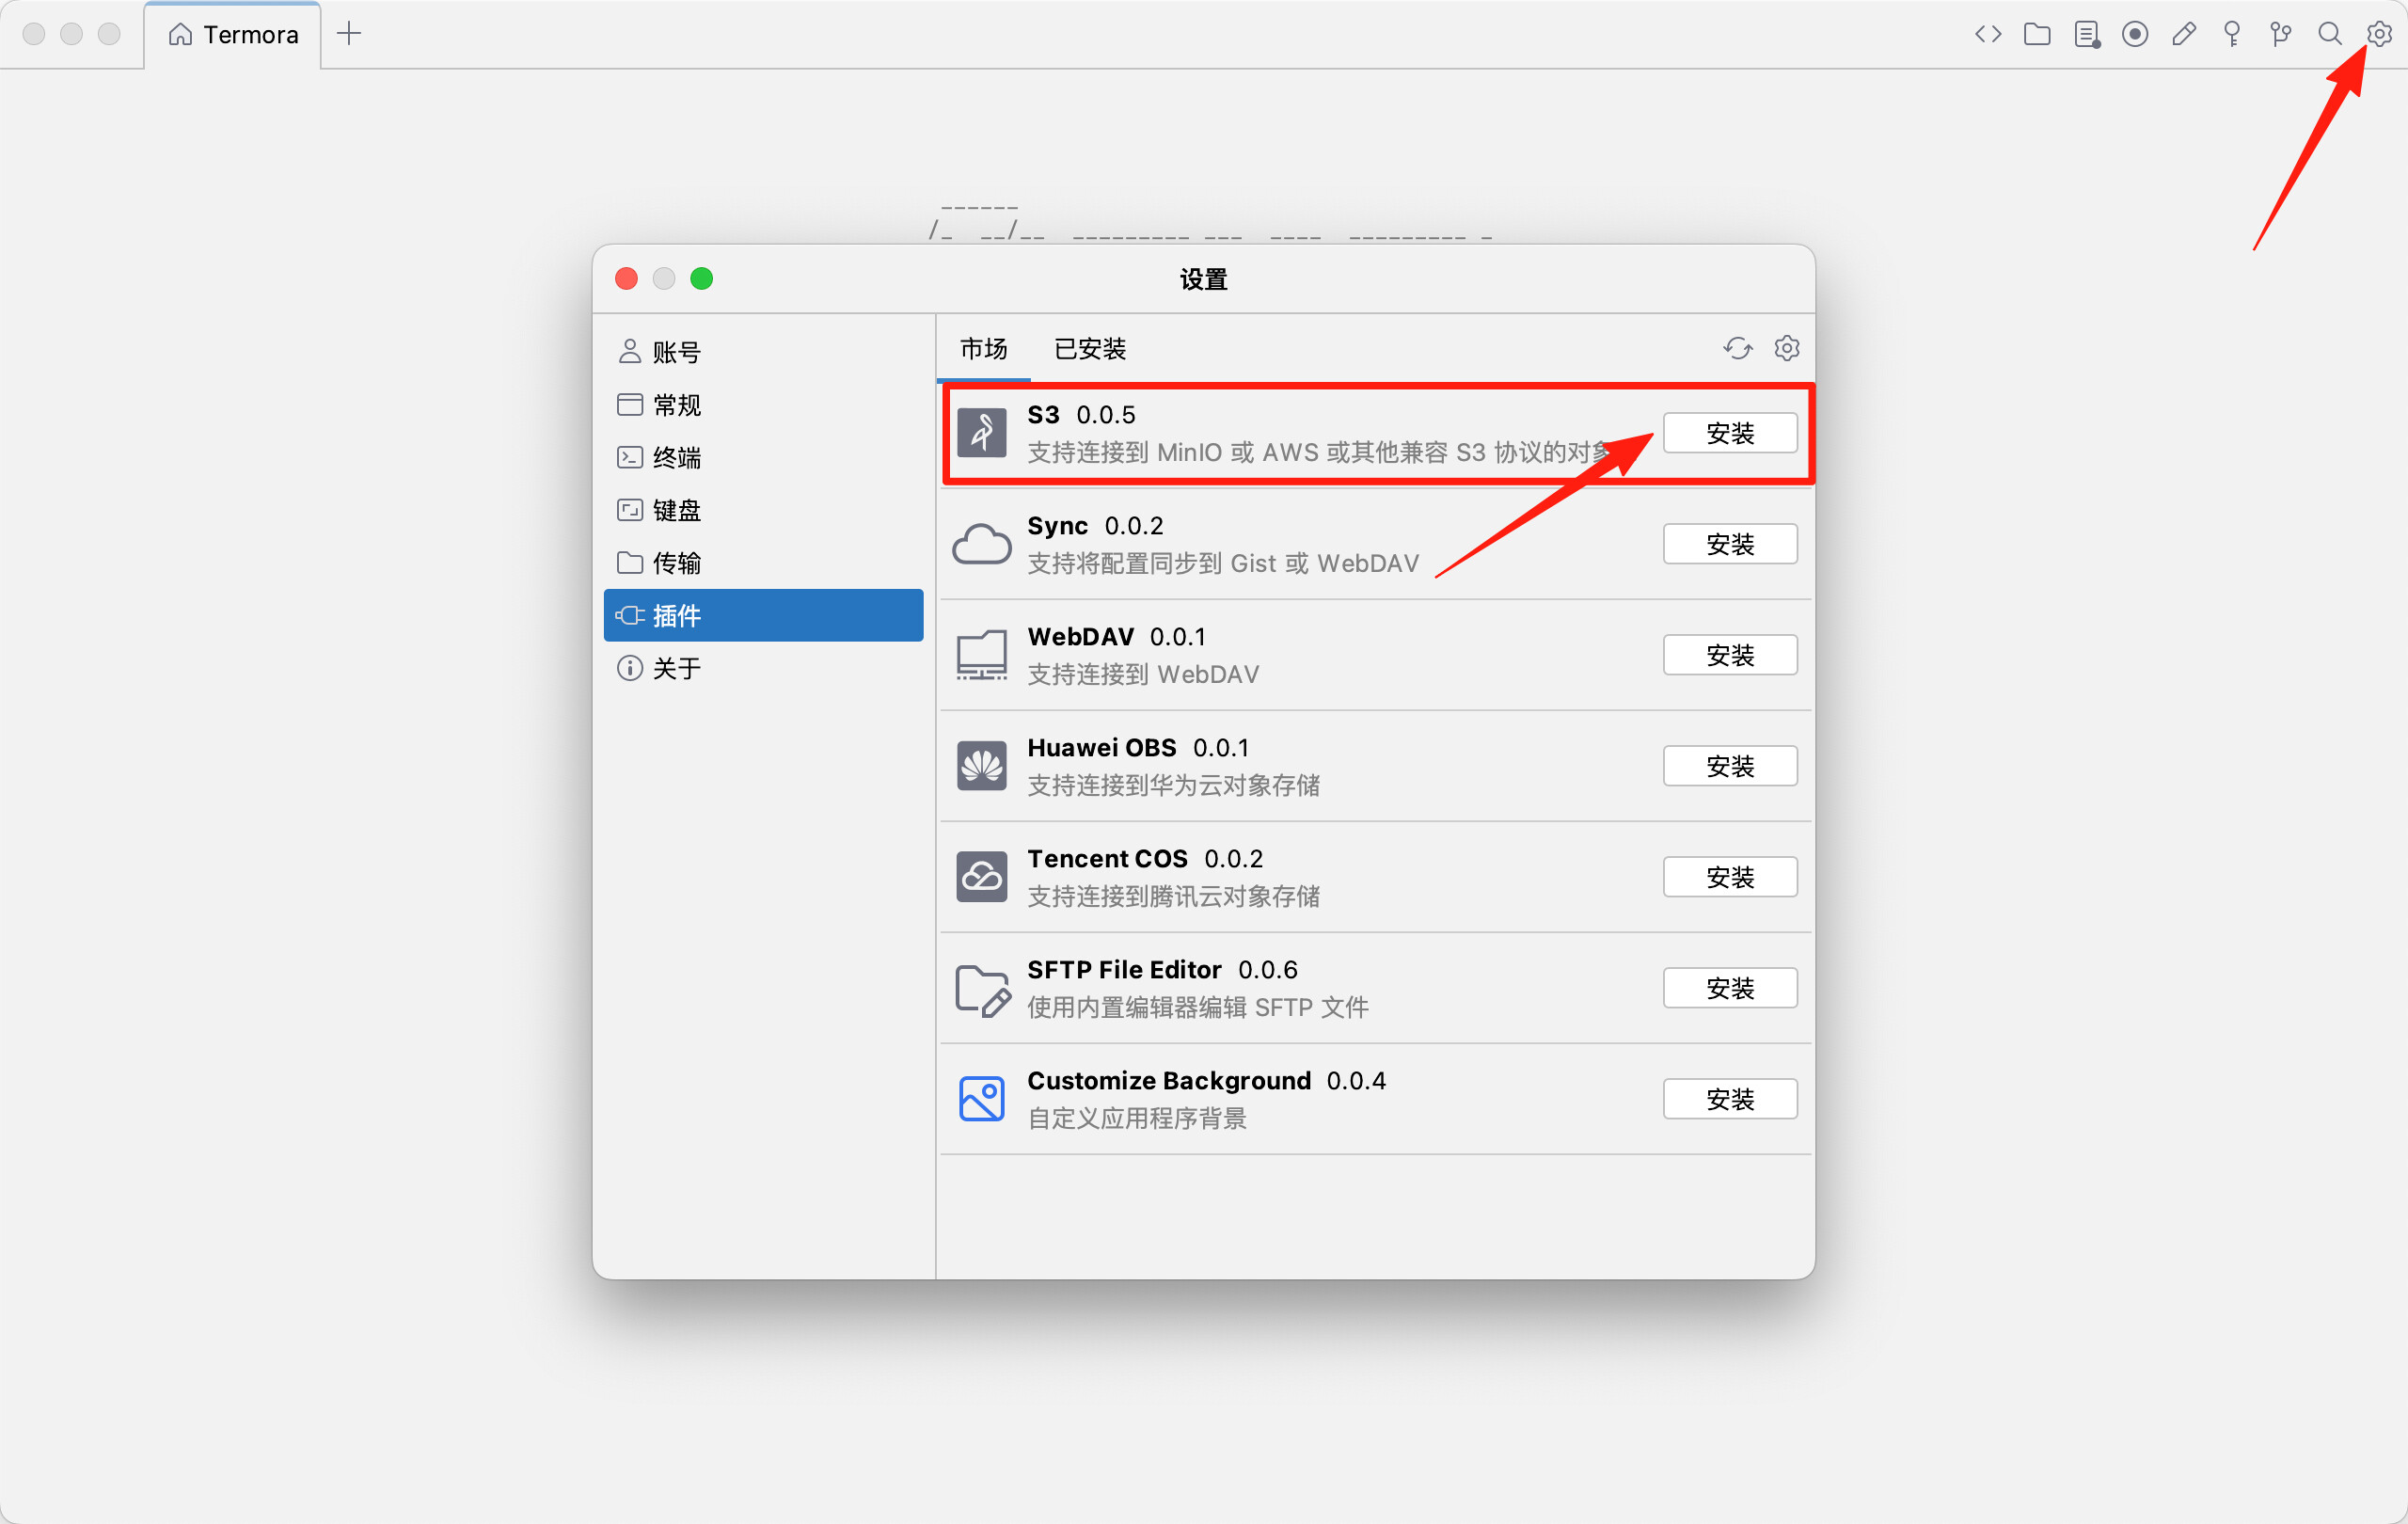 Termora
设置
账号
常规
终端
键盘
传输
插件
关于
市场 已安装
S3 0.0.5
支持连接到 MinIO 或 AWS 或其他兼容 S3 协议的对象
安装
Sync 0.0.2
支持将配置同步到 Gist 或 WebDAV
安装
WebDAV 0.0.1
支持连接到 WebDAV
安装
Huawei OBS 0.0.1
支持连接到华为云对象存储
安装
Tencent COS 0.0.2
支持连接到腾讯云对象存储
安装
SFTP File Editor 0.0.6
使用内置编辑器编辑 SFTP 文件
安装
Customize Background 0.0.4
自定义应用程序背景
安装